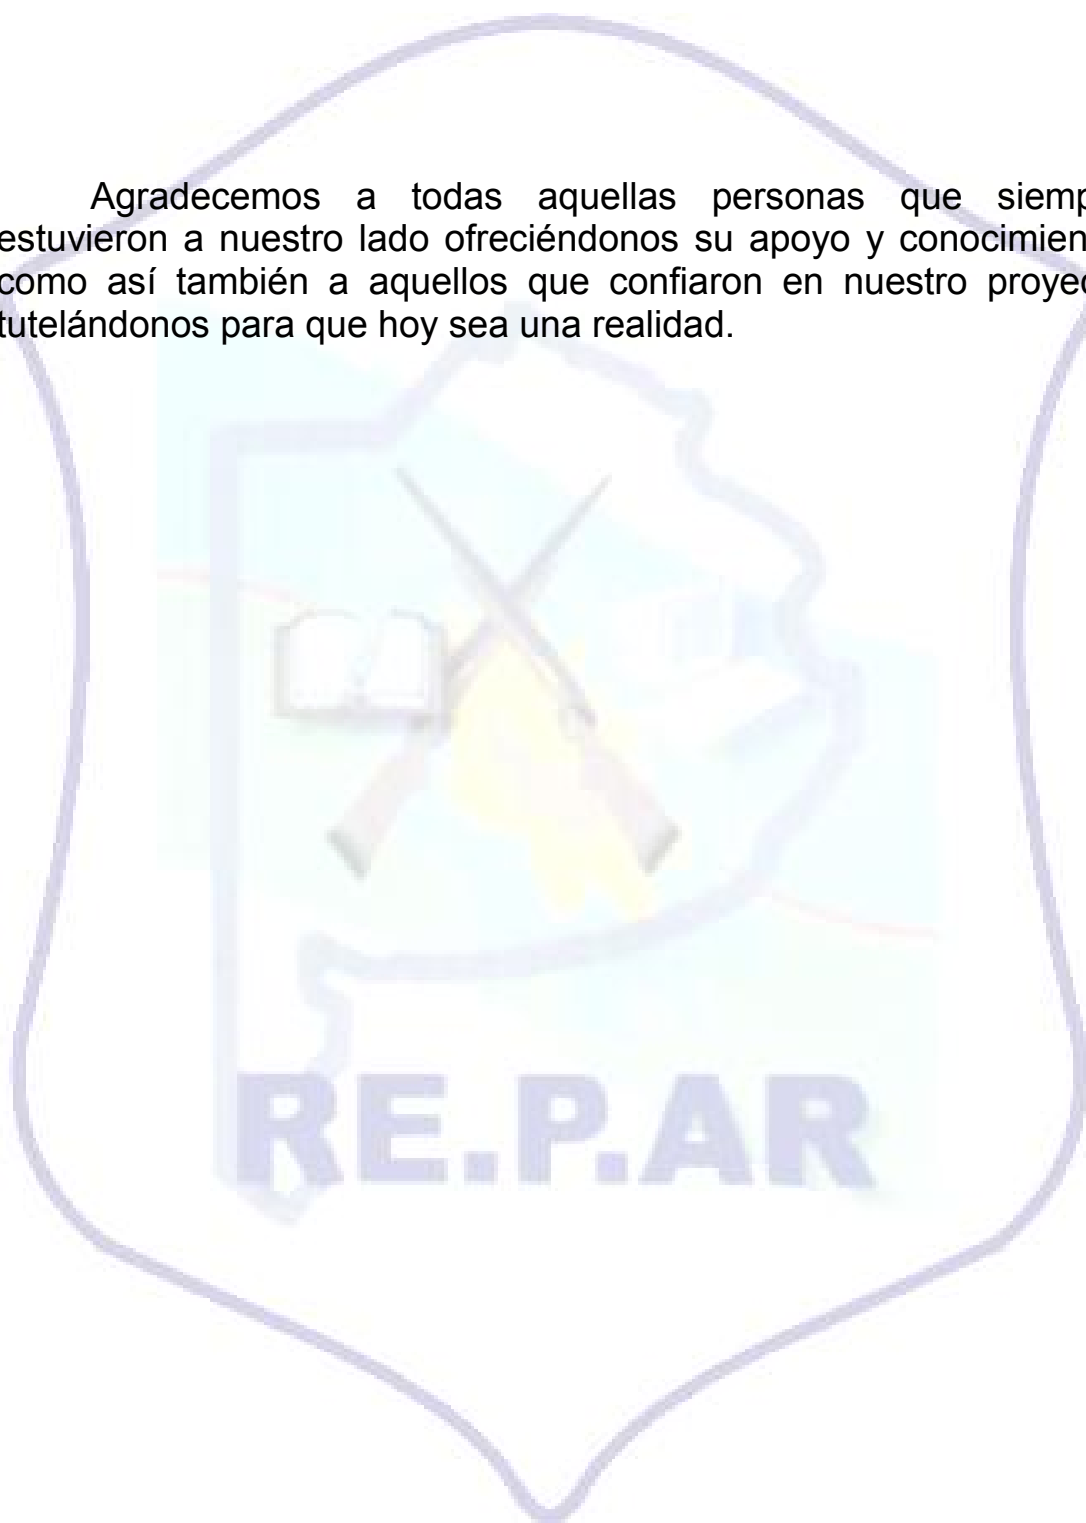 Agradecemos a todas aquellas personas que siemp
estuvieron a nuestro lado ofreciéndonos su apoyo y conocimien
como así también a aquellos que confiaron en nuestro proyec
tutelándonos para que hoy sea una realidad.
RE.P.AR